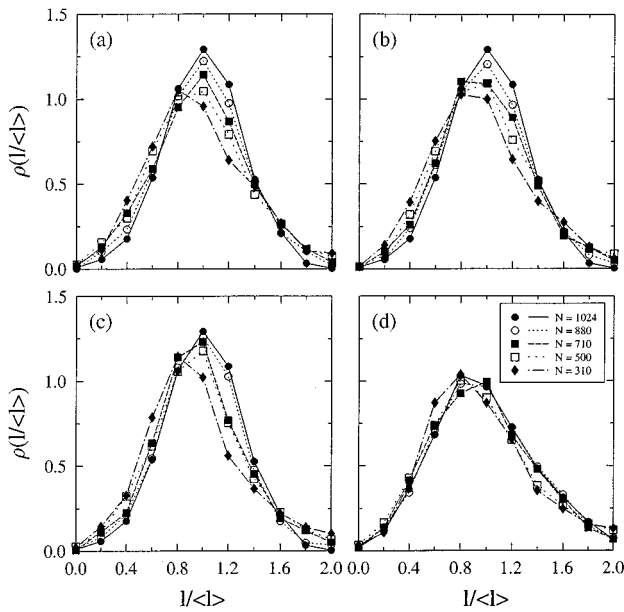 1.5
(a)
(b)
1.0
ρ(l/<l>)
0.5
0.0
1.5
(c)
(d)
N = 1024
N = 880
N = 710
N = 500
N = 310
1.0
ρ(l/<l>)
0.5
0.0
0.0 0.4 0.8 1.2 1.6 2.0
0.0 0.4 0.8 1.2 1.6 2.0
l/<l>
l/<l>